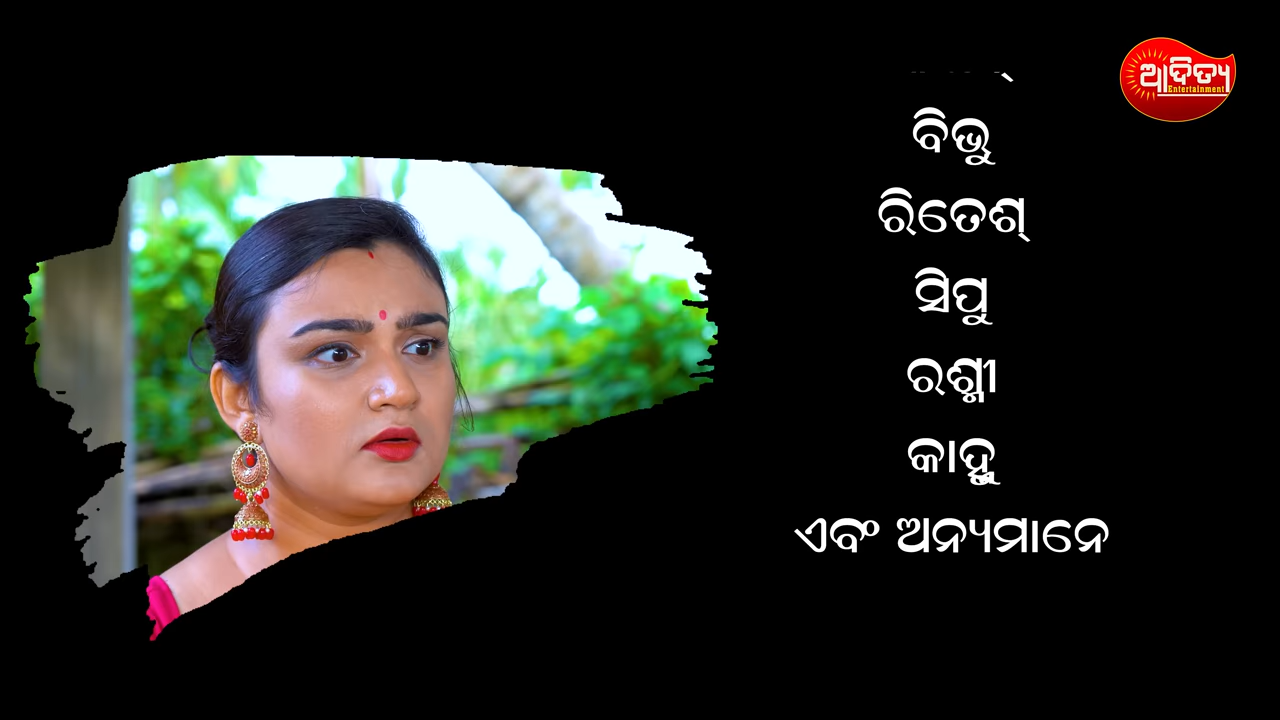 ଆଦିତ୍ୟ
Entertainment
ବିଭୁ
ରିତେଶ୍
ସିପୁ
ରଶ୍ମୀ
କାହ୍ନୁ
ଏବଂ ଅନ୍ୟମାନେ